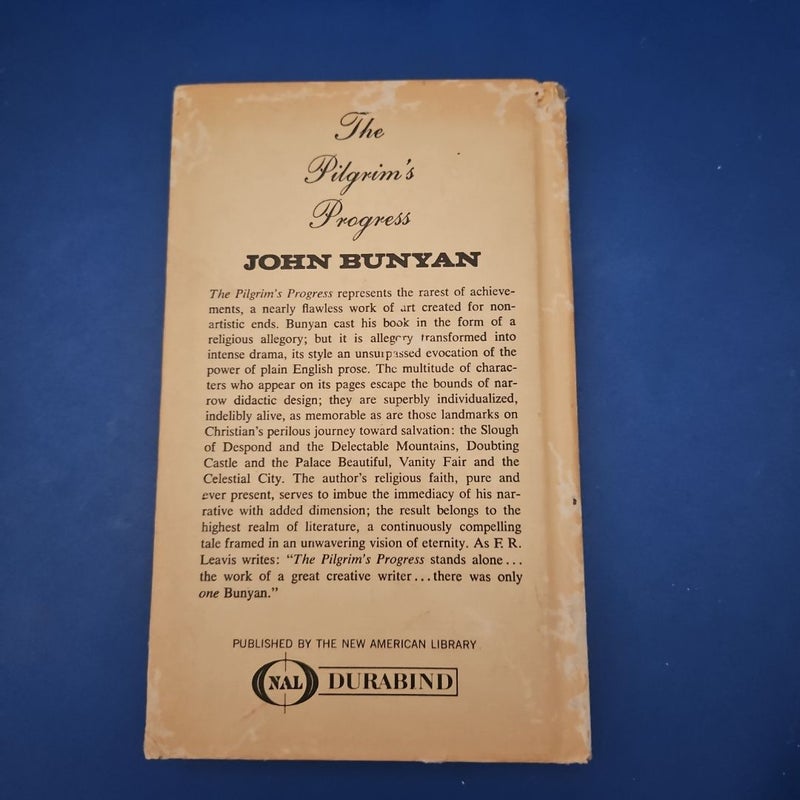 The
Pilgrim's
Progress
JOHN BUNYAN
The Pilgrim's Progress represents the rarest of achieve-
ments, a nearly flawless work of art created for non-
artistic ends. Bunyan cast his book in the form of a
religious allegory; but it is allegory transformed into
intense drama, its style an unsurpassed evocation of the
power of plain English prose. The multitude of charac-
ters who appear on its pages escape the bounds of nar-
row didactic design; they are superbly individualized,
indelibly alive, as memorable as are those landmarks on
Christian's perilous journey toward salvation: the Slough
of Despond and the Delectable Mountains, Doubting
Castle and the Palace Beautiful, Vanity Fair and the
Celestial City. The author's religious faith, pure and
ever present, serves to imbue the immediacy of his nar-
rative with added dimension; the result belongs to the
highest realm of literature, a continuously compelling
tale framed in an unwavering vision of eternity. As F. R.
Leavis writes: "The Pilgrim's Progress stands alone...
the work of a great creative writer...there was only
one Bunyan."
PUBLISHED BY THE NEW AMERICAN LIBRARY
NAL DURABIND